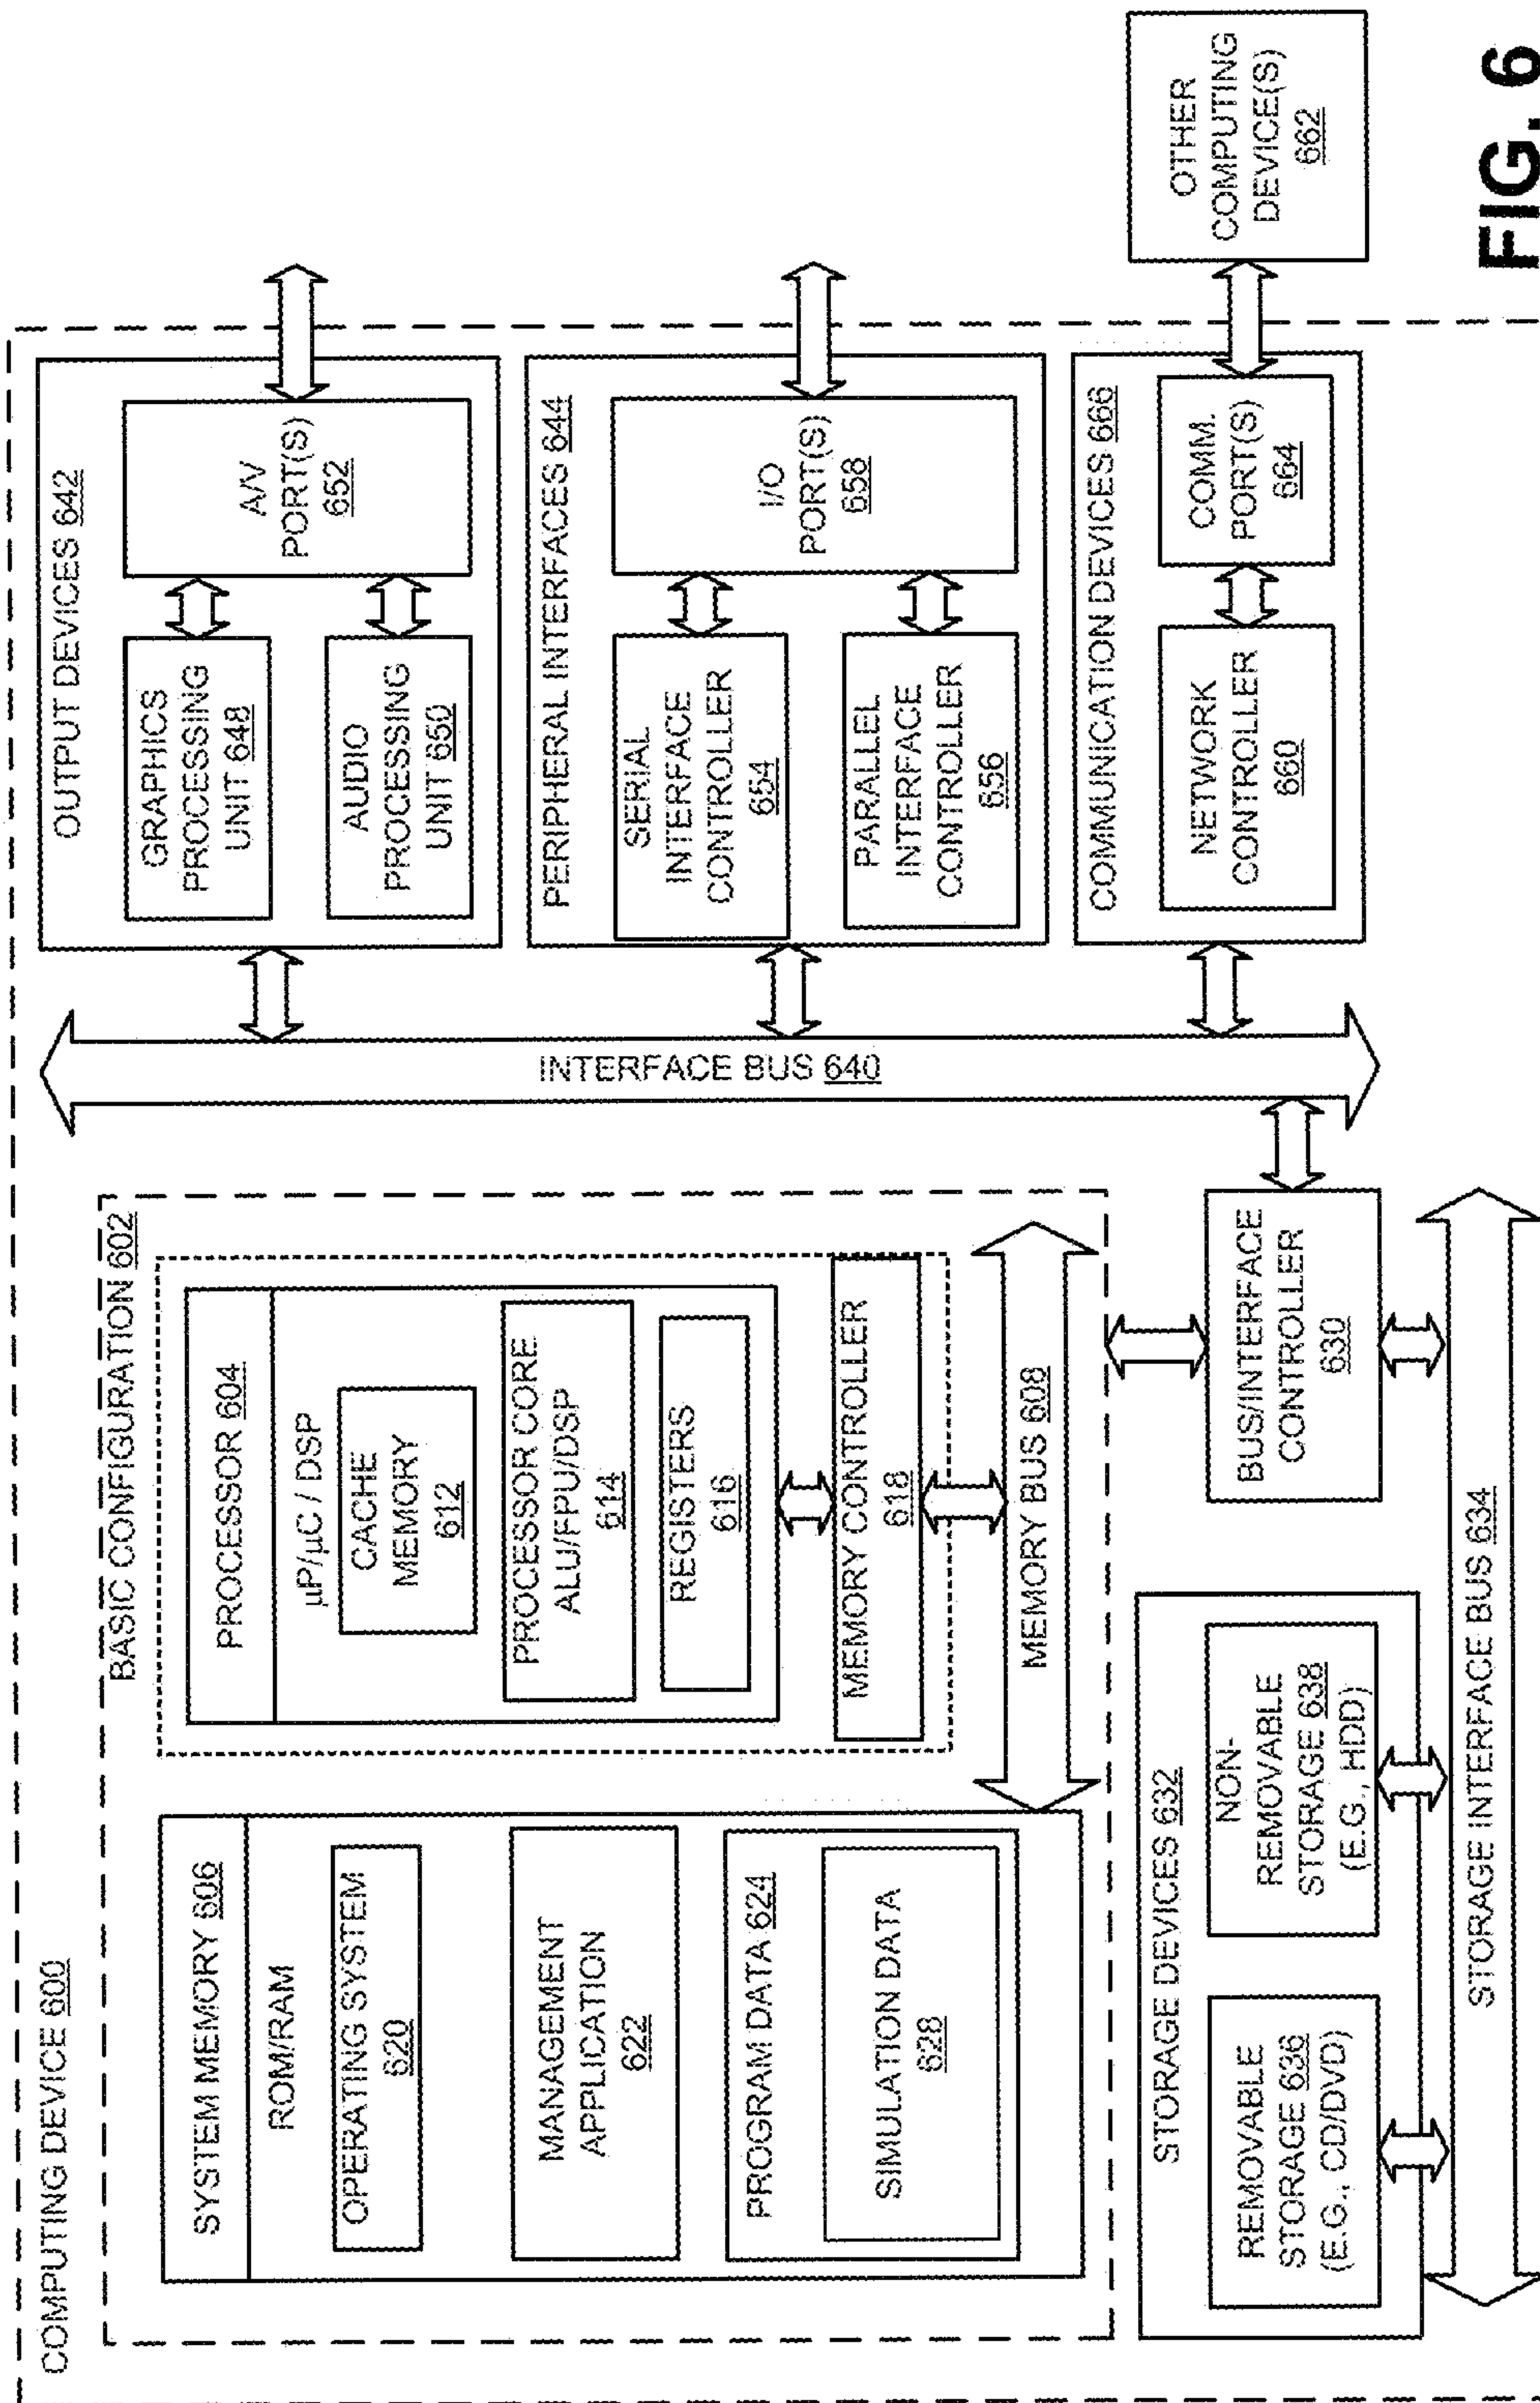 COMPUTING DEVICE 600
BASIC CONFIGURATION 602
SYSTEM MEMORY 606
ROM/RAM
OPERATING SYSTEM
620
MANAGEMENT
APPLICATION
622
PROGRAM DATA 624
SIMULATION DATA
628
PROCESSOR 604
µP/µC / DSP
CACHE
MEMORY
612
PROCESSOR CORE
ALU/FPU/DSP
614
REGISTERS
616
MEMORY CONTROLLER
618
MEMORY BUS 608
STORAGE DEVICES 632
REMOVABLE
STORAGE 636
(E.G., CD/DVD)
NON-
REMOVABLE
STORAGE 638
(E.G., HDD)
BUS/INTERFACE
CONTROLLER
630
STORAGE INTERFACE BUS 634
INTERFACE BUS 640
OUTPUT DEVICES 642
GRAPHICS
PROCESSING
UNIT 648
AUDIO
PROCESSING
UNIT 650
A/V
PORT(S)
652
PERIPHERAL INTERFACES 644
SERIAL
INTERFACE
CONTROLLER
654
PARALLEL
INTERFACE
CONTROLLER
656
I/O
PORT(S)
658
COMMUNICATION DEVICES 666
NETWORK
CONTROLLER
660
COMM.
PORT(S)
664
OTHER
COMPUTING
DEVICE(S)
662
FIG. 6